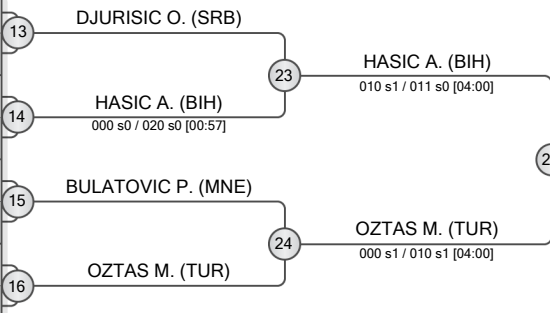 DJURISIC O. (SRB)
13
23
HASIC A. (BIH)
010 s1 / 011 s0 [04:00]
HASIC A. (BIH)
14
000 s0 / 020 s0 [00:57]
BULATOVIC P. (MNE)
15
24
OZTAS M. (TUR)
000 s1 / 010 s1 [04:00]
OZTAS M. (TUR)
16